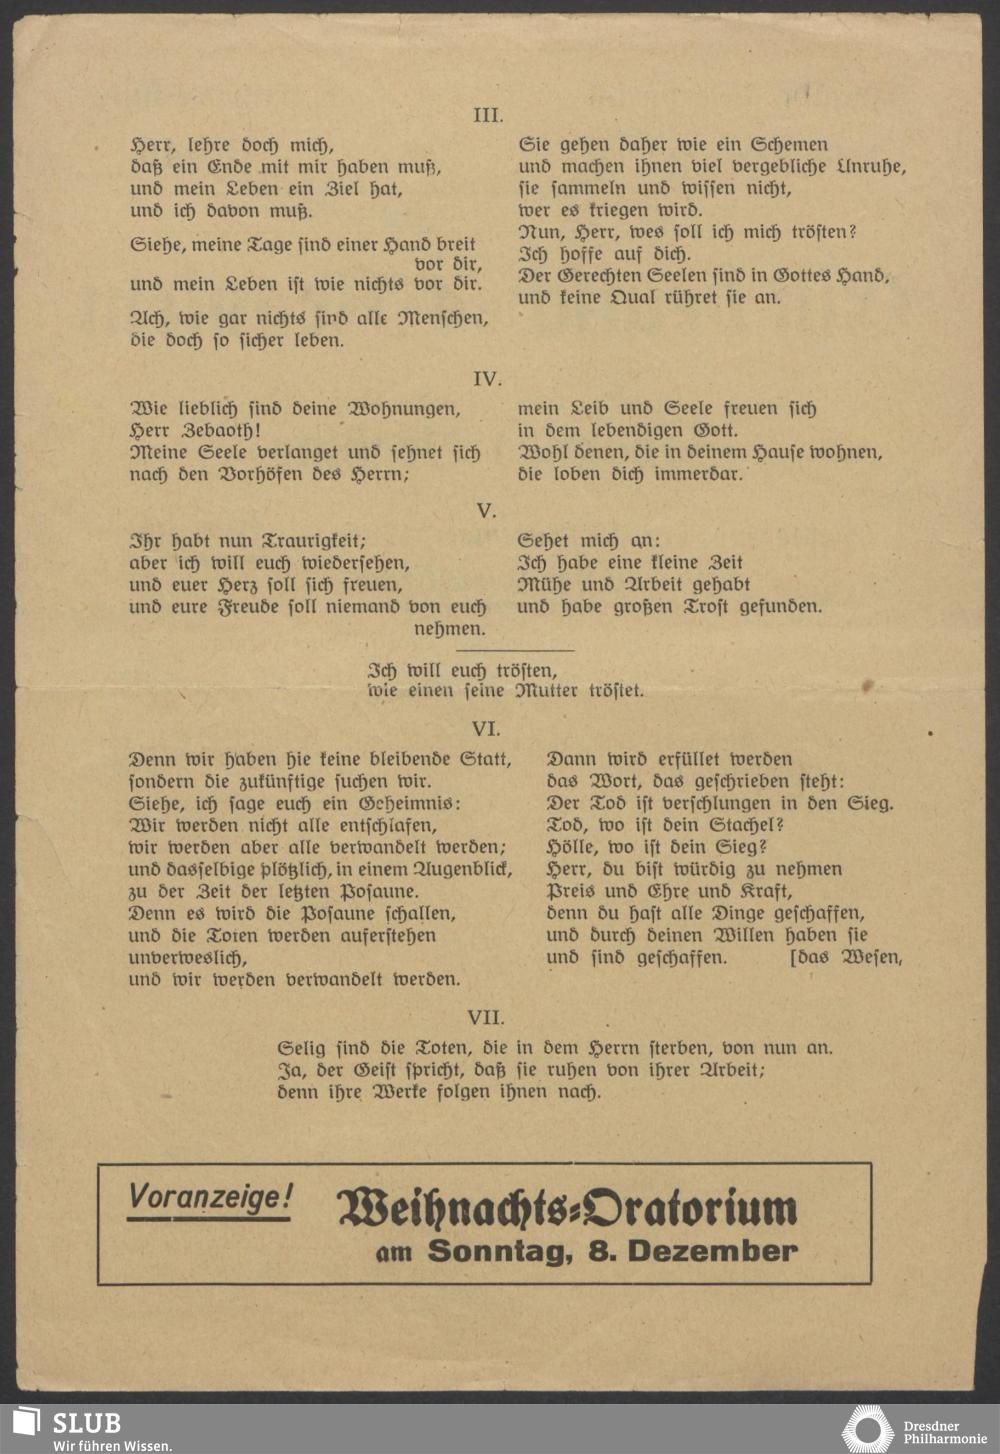 III.
Herr, lehre doch mich,
daß ein Ende mit mir haben muß,
und mein Leben ein Ziel hat,
und ich davon muß.
Siehe, meine Tage sind einer Hand breit
vor dir,
und mein Leben ist wie nichts vor dir.
Ach, wie gar nichts sind alle Menschen,
die doch so sicher leben.
Sie gehen daher wie ein Schemen
und machen ihnen viel vergebliche Unruhe,
sie sammeln und wissen nicht,
wer es kriegen wird.
Nun, Herr, wes soll ich mich trösten?
Ich hoffe auf dich.
Der Gerechten Seelen sind in Gottes Hand,
und keine Qual rühret sie an.
IV.
Wie lieblich sind deine Wohnungen,
Herr Zebaoth!
Meine Seele verlanget und sehnet sich
nach den Vorhöfen des Herrn;
mein Leib und Seele freuen sich
in dem lebendigen Gott.
Wohl denen, die in deinem Hause wohnen,
die loben dich immerdar.
V.
Ihr habt nun Traurigkeit;
aber ich will euch wiedersehen,
und euer Herz soll sich freuen,
und eure Freude soll niemand von euch
nehmen.
Sehet mich an:
Ich habe eine kleine Zeit
Mühe und Arbeit gehabt
und habe großen Trost gefunden.
Ich will euch trösten,
wie einen seine Mutter tröstet.
VI.
Denn wir haben hie keine bleibende Statt,
sondern die zukünftige suchen wir.
Siehe, ich sage euch ein Geheimnis:
Wir werden nicht alle entschlafen,
wir werden aber alle verwandelt werden;
und dasselbige plötzlich, in einem Augenblick,
zu der Zeit der letzten Posaune.
Denn es wird die Posaune schallen,
und die Toten werden auferstehen
unverweslich,
und wir werden verwandelt werden.
Dann wird erfüllet werden
das Wort, das geschrieben steht:
Der Tod ist verschlungen in den Sieg.
Tod, wo ist dein Stachel?
Hölle, wo ist dein Sieg?
Herr, du bist würdig zu nehmen
Preis und Ehre und Kraft,
denn du hast alle Dinge geschaffen,
und durch deinen Willen haben sie
und sind geschaffen. [das Wesen,
VII.
Selig sind die Toten, die in dem Herrn sterben, von nun an.
Ja, der Geist spricht, daß sie ruhen von ihrer Arbeit;
denn ihre Werke folgen ihnen nach.
Voranzeige! Weihnachts-Oratorium
am Sonntag, 8. Dezember
SLUB
Wir führen Wissen.
Dresdner
Philharmonie